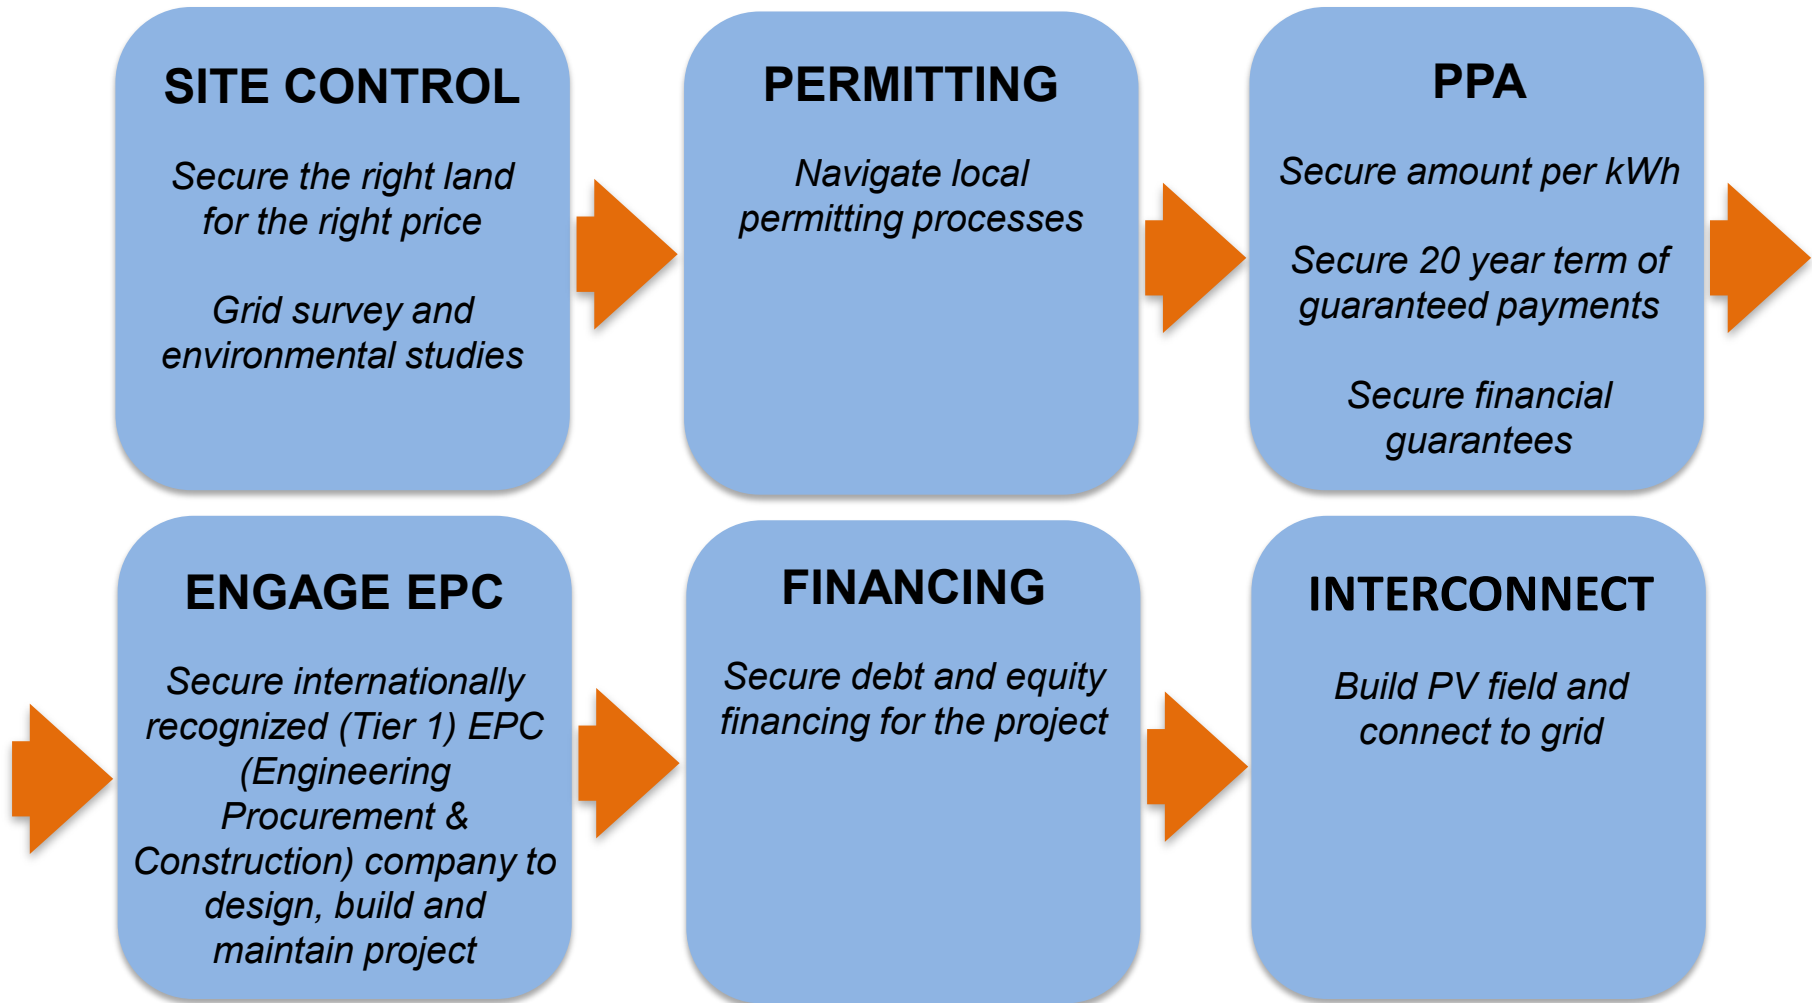 SITE CONTROL
Secure the right land
for the right price
Grid survey and
environmental studies
PERMITTING
Navigate local
permitting processes
PPA
Secure amount per kWh
Secure 20 year term of
guaranteed payments
Secure financial
guarantees
ENGAGE EPC
Secure internationally
recognized (Tier 1) EPC
(Engineering
Procurement &
Construction) company to
design, build and
maintain project
FINANCING
Secure debt and equity
financing for the project
INTERCONNECT
Build PV field and
connect to grid